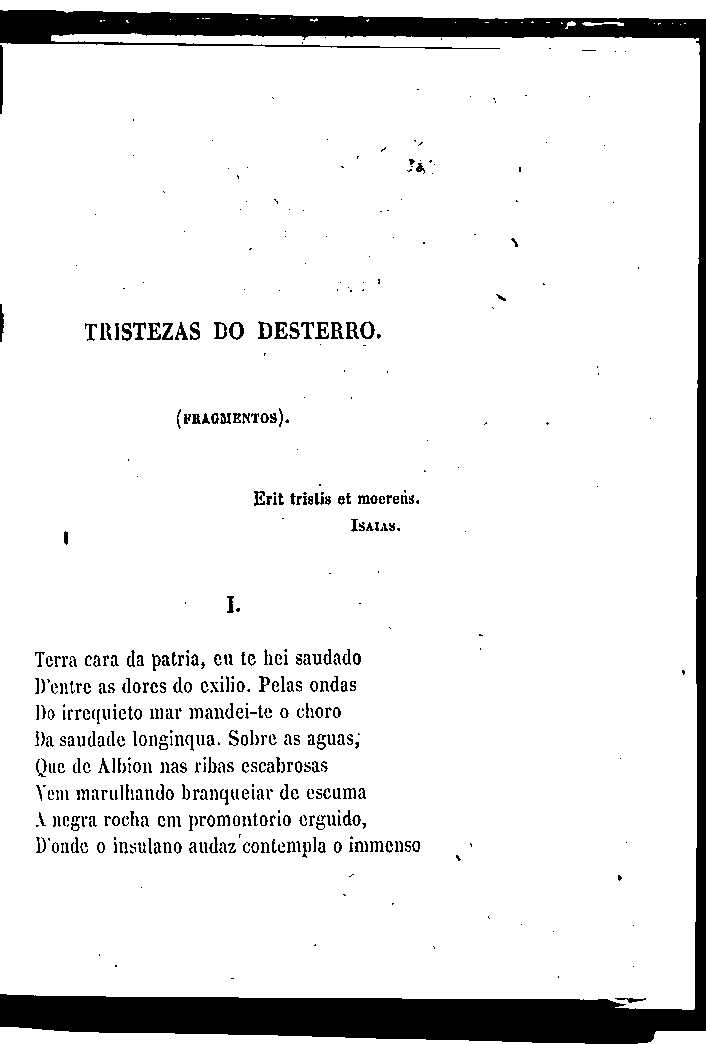 TRISTEZAS DO DESTERRO.
(FRAGMENTOS).
Erit tristis et moerens.
ISAIAS.
I.
Terra cara da patria, eu te hei saudado
D'entre as dores do exilio. Pelas ondas
Do irrequieto mar mandei-te o choro
Da saudade longinqua. Sobre as aguas,
Que de Albion nas ribas escabrosas
Vem marulhando branqueiar de escuma
A negra rocha em promontorio erguido,
D'onde o insulano audaz contempla o immenso